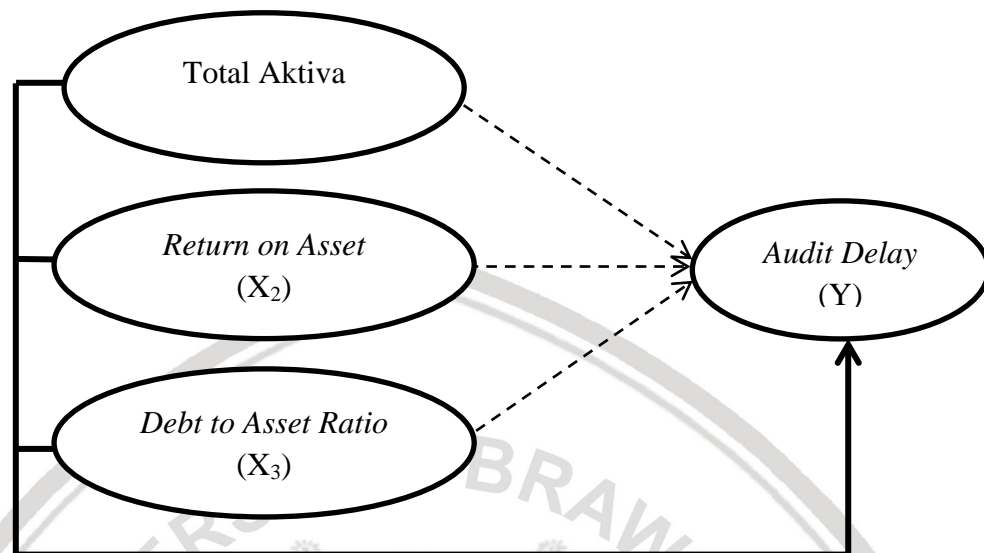 Total Aktiva
Return on Asset
(X₂)
Audit Delay
(Y)
Debt to Asset Ratio
(X₃)